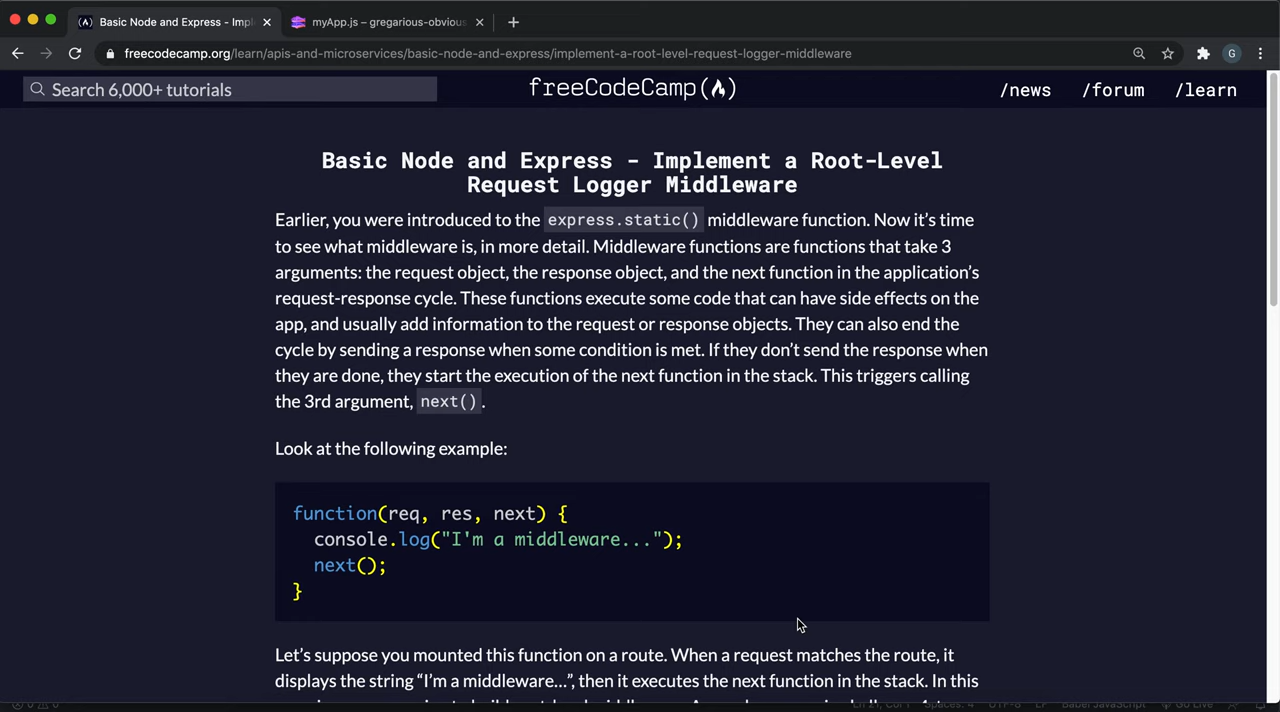 Basic Node and Express - Impl
myApp.js – gregarious-obvious
freecodecamp.org/learn/apis-and-microservices/basic-node-and-express/implement-a-root-level-request-logger-middleware
G
Search 6,000+ tutorials
freeCodeCamp
/news
/forum
/learn
Basic Node and Express - Implement a Root-Level
Request Logger Middleware
Earlier, you were introduced to the express.static() middleware function. Now it’s time
to see what middleware is, in more detail. Middleware functions are functions that take 3
arguments: the request object, the response object, and the next function in the application’s
request-response cycle. These functions execute some code that can have side effects on the
app, and usually add information to the request or response objects. They can also end the
cycle by sending a response when some condition is met. If they don’t send the response when
they are done, they start the execution of the next function in the stack. This triggers calling
the 3rd argument, next().
Look at the following example:
function(req, res, next) {
console.log("I'm a middleware...");
next();
}
Let’s suppose you mounted this function on a route. When a request matches the route, it
displays the string “I’m a middleware…”, then it executes the next function in the stack. In this